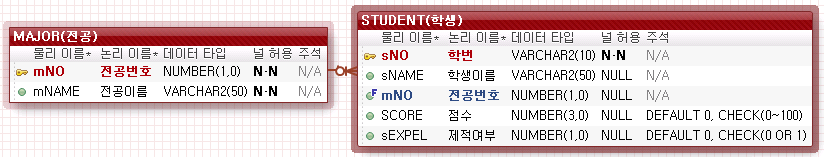 MAJOR(전공)
물리 이름* 논리 이름* 데이터 타입 널 허용 주석
mNO 전공번호 NUMBER(1,0) N·N N/A
mNAME 전공이름 VARCHAR2(50) N·N N/A
STUDENT(학생)
물리 이름* 논리 이름* 데이터 타입 널 허용 주석
sNO 학번 VARCHAR2(10) N·N N/A
sNAME 학생이름 VARCHAR2(50) NULL N/A
F mNO 전공번호 NUMBER(1,0) NULL N/A
SCORE 점수 NUMBER(3,0) NULL DEFAULT 0, CHECK(0~100)
sEXPEL 제적여부 NUMBER(1,0) NULL DEFAULT 0, CHECK(0 OR 1)